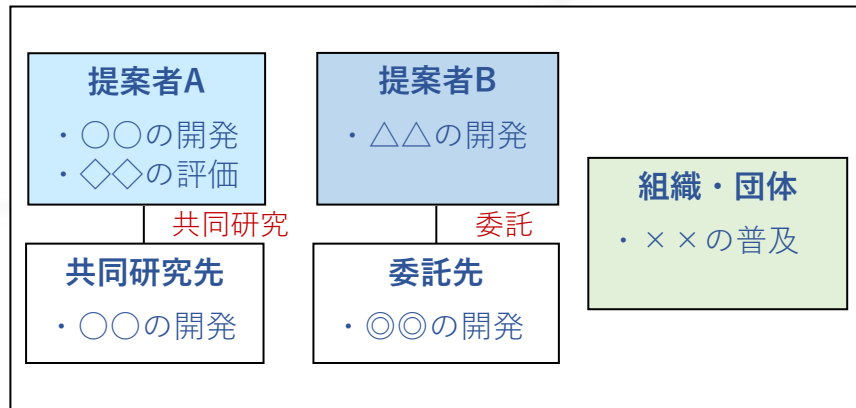 提案者A
・○○の開発
・◇◇の評価
共同研究
共同研究先
・○○の開発
提案者B
・△△の開発
委託
委託先
・◎◎の開発
組織・団体
・××の普及